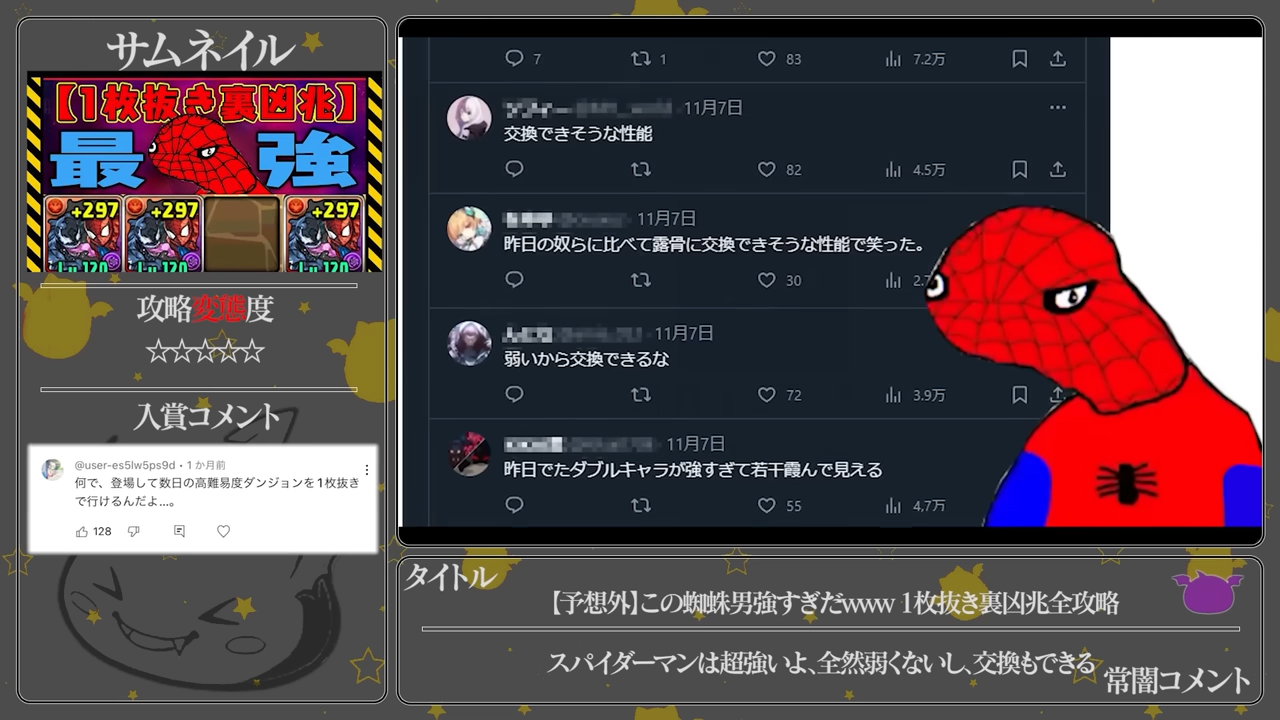 サムネイル
【1枚抜き裏凶兆】
最強
+297
+297
+297
Lv.120
Lv.120
Lv.120
攻略変態度
☆☆☆☆☆
入賞コメント
@user-es5lw5ps9d・1 か月前
何で、登場して数日の高難易度ダンジョンを1枚抜き
で行けるんだよ...。
128
7 1 83 7.2万
11月7日
交換できそうな性能
82 4.5万
11月7日
昨日の奴らに比べて露骨に交換できそうな性能で笑った。
30
11月7日
弱いから交換できるな
72 3.9万
11月7日
昨日でたダブルキャラが強すぎて若干霞んで見える
55 4.7万
タイトル
【予想外】この蜘蛛男強すぎだwww 1枚抜き裏凶兆全攻略
スパイダーマンは超強いよ、全然弱くないし、交換もできる
常闇コメント